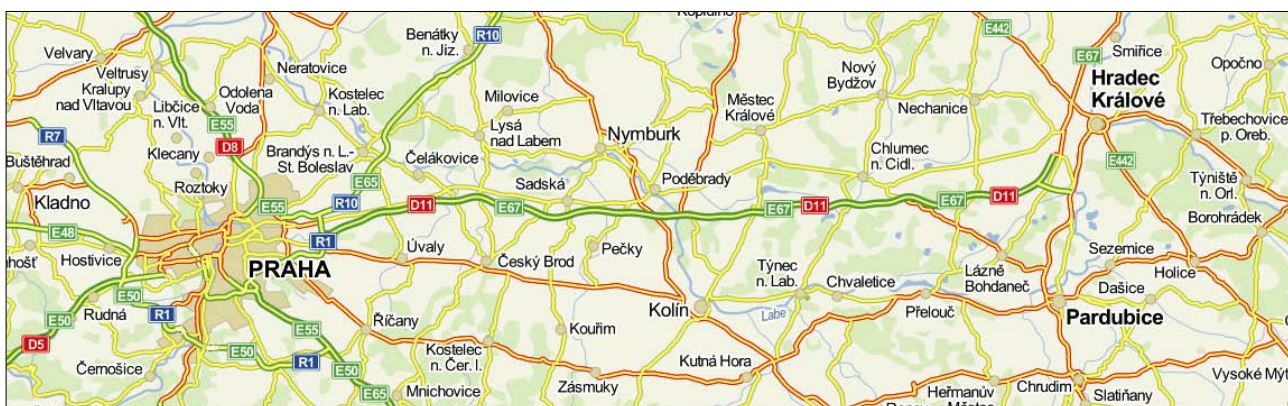 Kopidlno
E442
Velvary
Benátky
n. Jiz.
R10
E67
Smiřice
Veltrusy
Kralupy
nad Vltavou
Neratovice
Odolena
Voda
Libčice
n. Vlt.
Kostelec
n. Lab.
Milovice
Nový
Bydžov
Hradec
Králové
Opočno
Nechanice
Městec
Králové
Lysá
nad Labem
Nymburk
Třebechovice
p. Oreb.
R7
E55
D8
Buštěhrad
Klecany
Brandýs n. L.-
St. Boleslav
Čelákovice
Chlumec
n. Cidl.
E442
Roztoky
E65
Sadská
Poděbrady
Týniště
n. Orl.
Kladno
E55
R10
D11
E67
E67
D11
E67
D11
Borohrádek
E48
Hostivice
R1
PRAHA
Úvaly
Český Brod
Pečky
Týnec
n. Lab.
Chvaletice
Lázně
Bohdaneč
Sezemice
Holice
Dašice
E50
Rudná
R1
E50
E55
Říčany
Kouřim
Kolín
Labe
Přelouč
Pardubice
D5
E50
R1
E50
Kostelec
n. Čer. l.
Kutná Hora
Černošice
E65
Mnichovice
Zásmuky
Heřmanův
Městec
Chrudim
Slatiňany
Vysoké Mýt